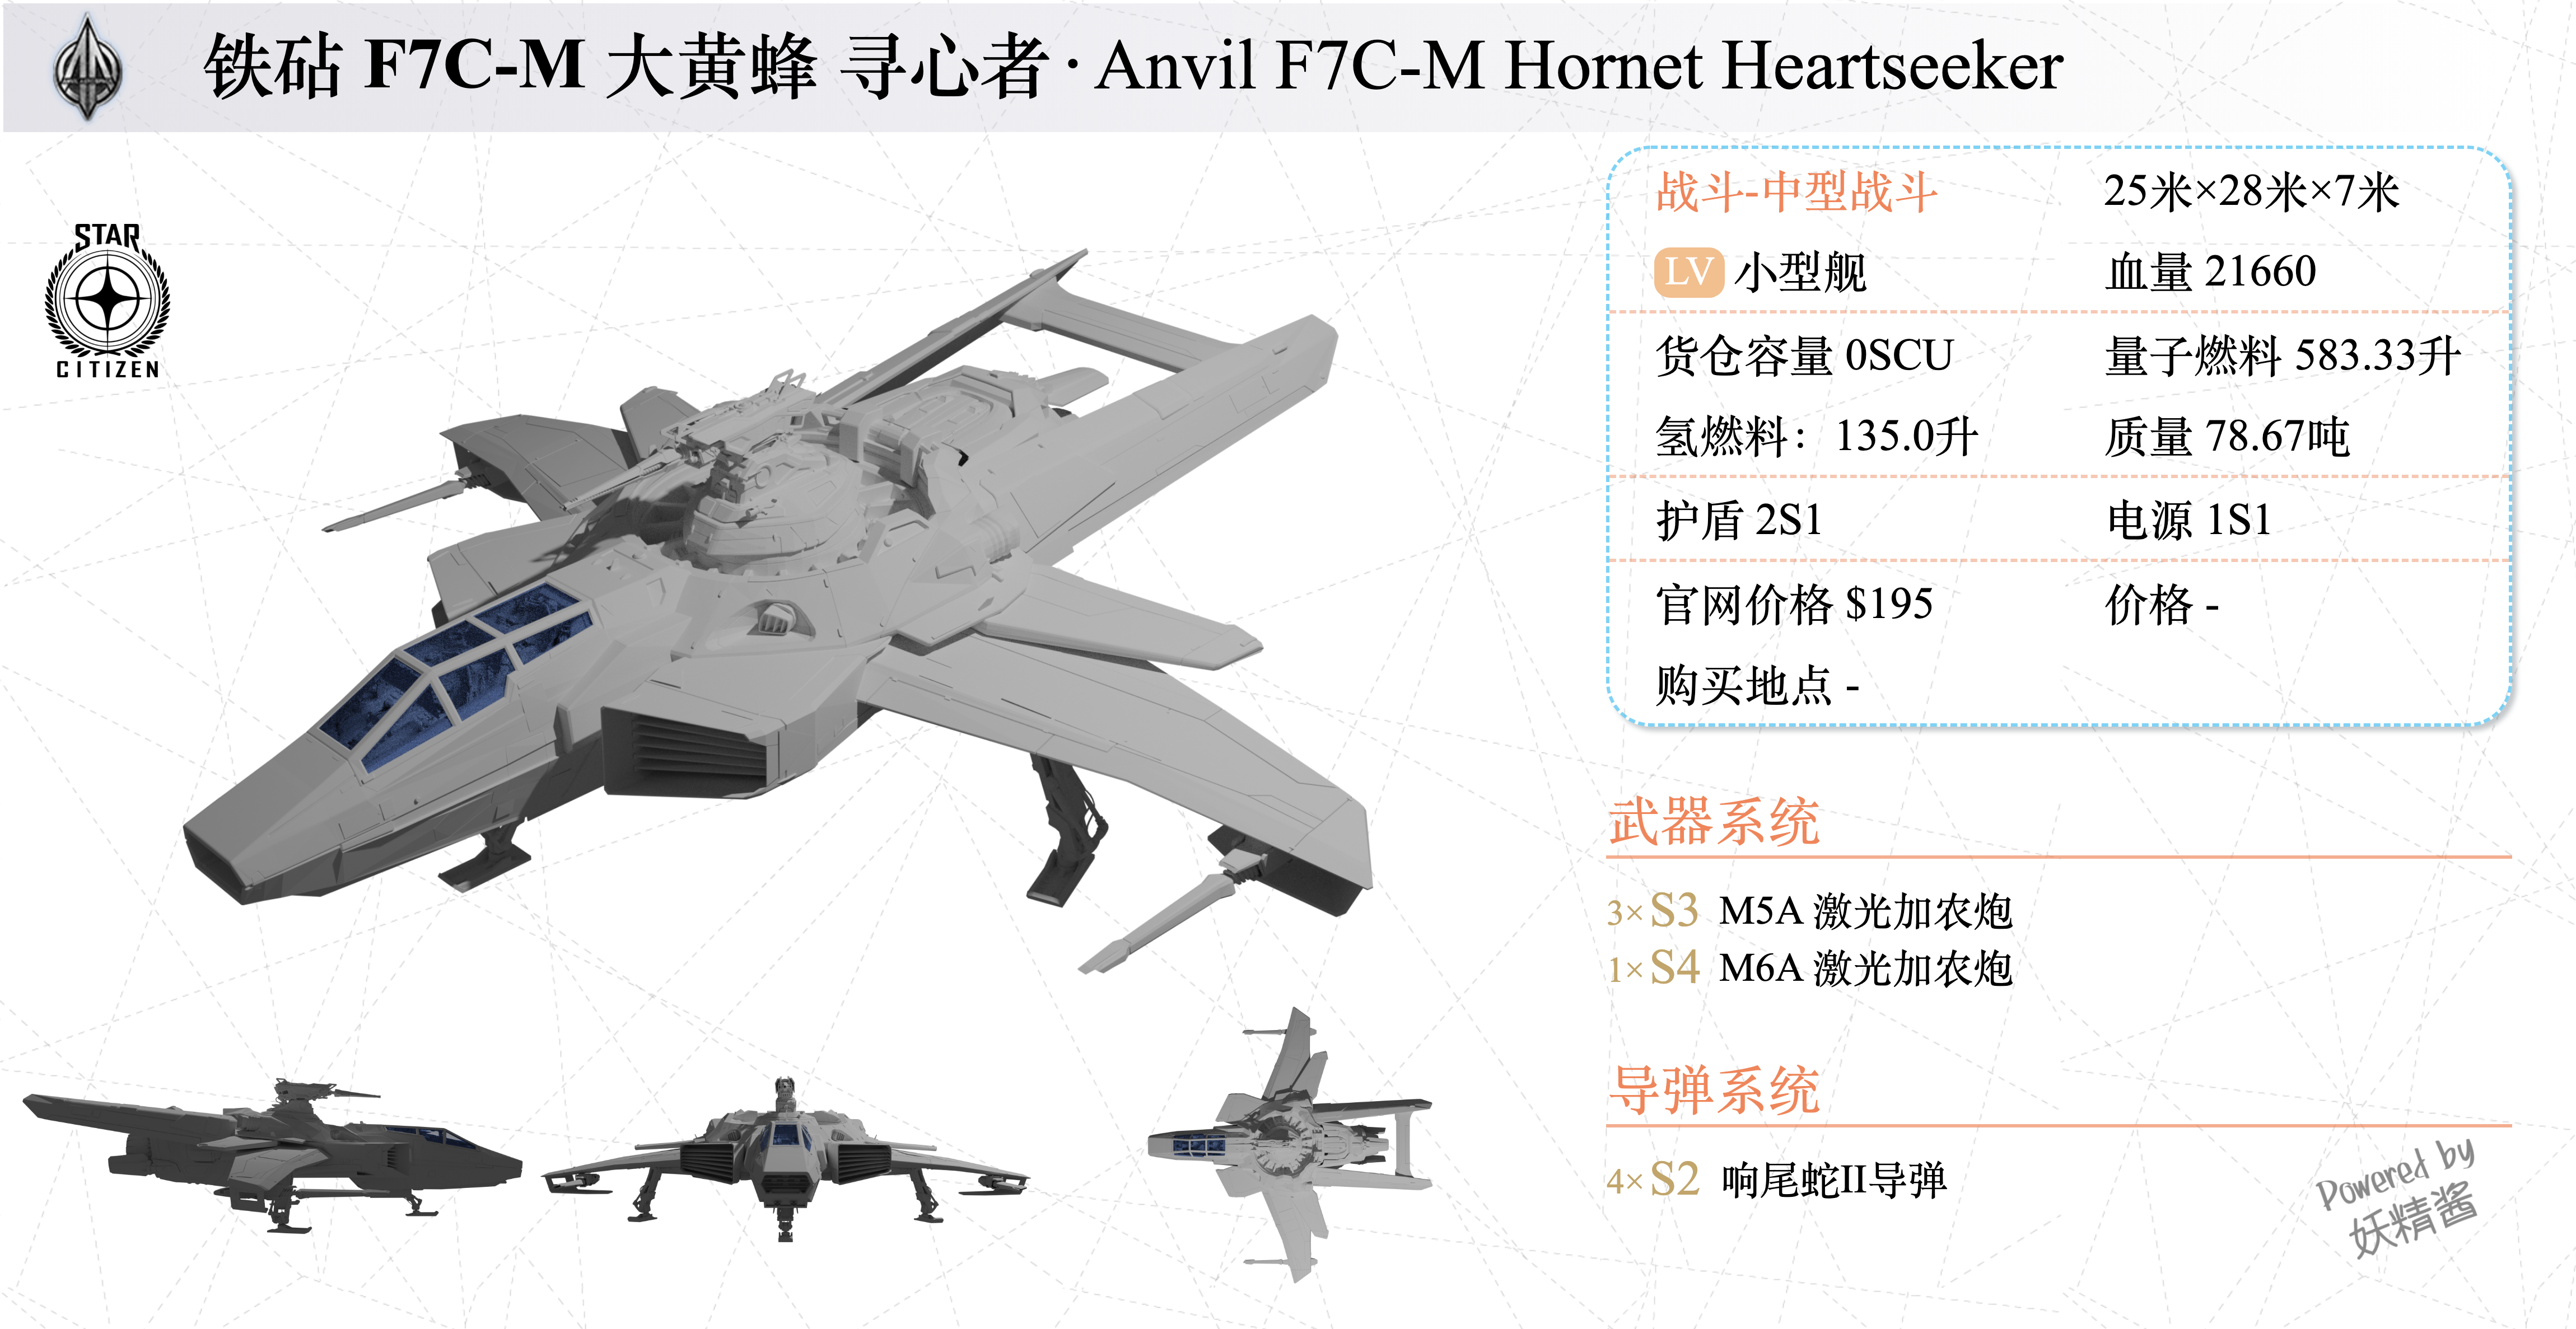 铁砧 F7C-M 大黄蜂 寻心者 · Anvil F7C-M Hornet Heartseeker
STAR
CITIZEN
战斗-中型战斗 25米×28米×7米
LV 小型舰 血量 21660
货仓容量 0SCU 量子燃料 583.33升
氢燃料：135.0升 质量 78.67吨
护盾 2S1 电源 1S1
官网价格 $195 价格 -
购买地点 -
武器系统
3× S3 M5A 激光加农炮
1× S4 M6A 激光加农炮
导弹系统
4× S2 响尾蛇II导弹
Powered by
妖精酱